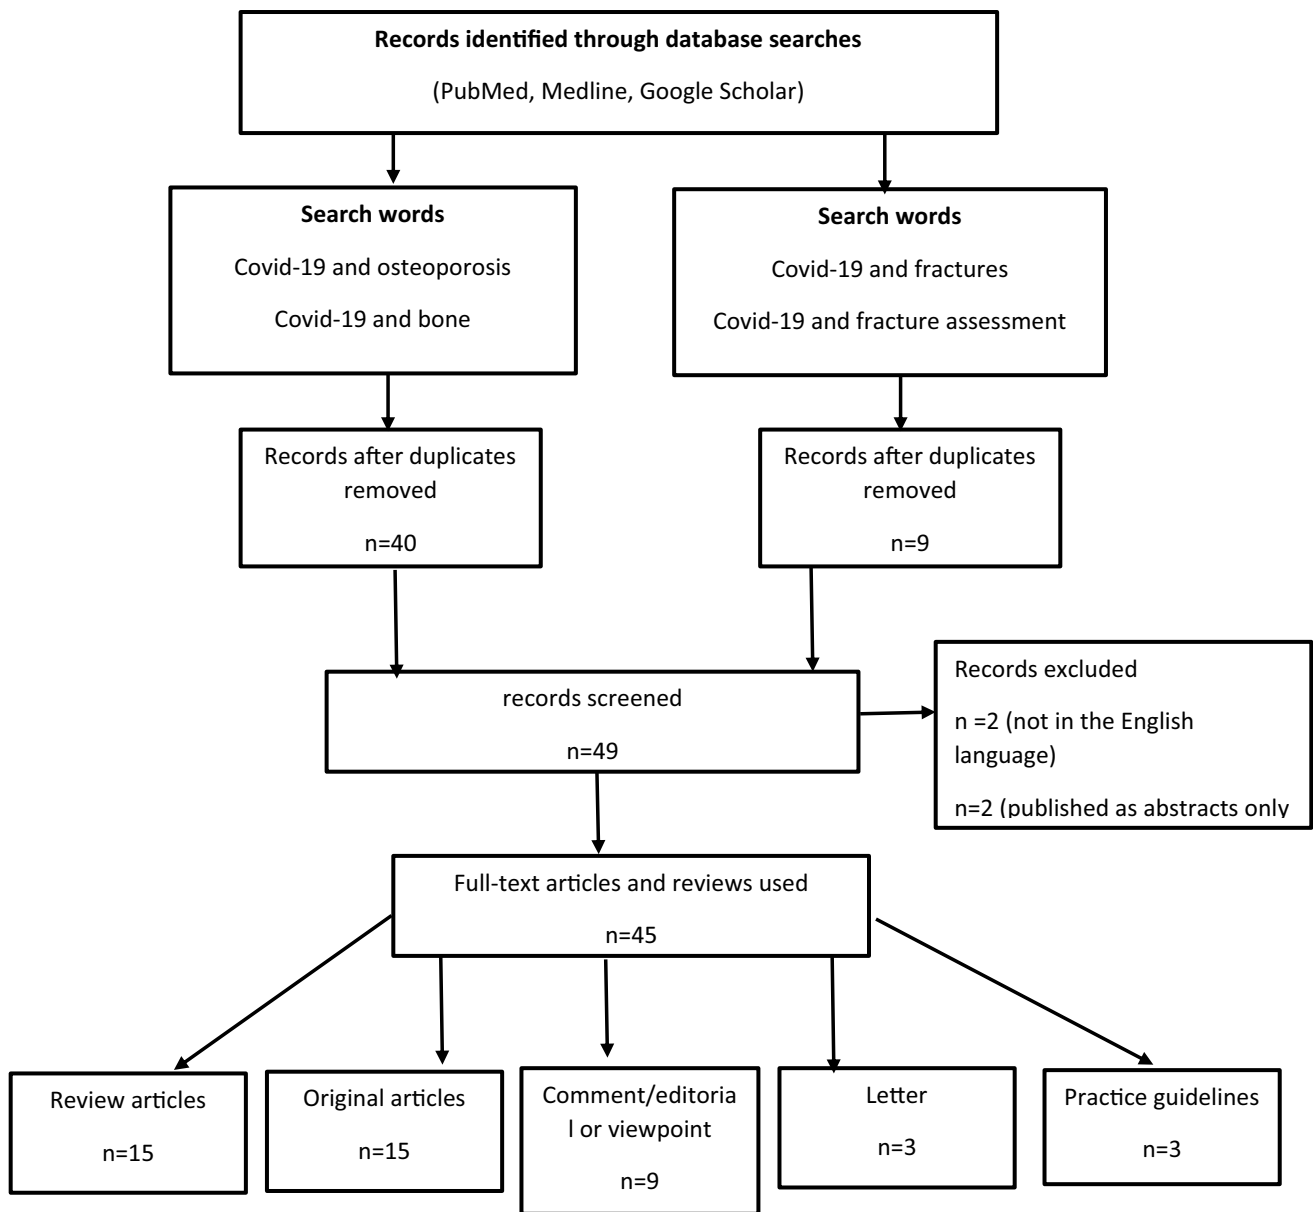 Records identified through database searches
(PubMed, Medline, Google Scholar)
Search words
Covid-19 and osteoporosis
Covid-19 and bone
Search words
Covid-19 and fractures
Covid-19 and fracture assessment
Records after duplicates
removed
n=40
Records after duplicates
removed
n=9
records screened
n=49
Records excluded
n =2 (not in the English
language)
n=2 (published as abstracts only
Full-text articles and reviews used
n=45
Review articles
n=15
Original articles
n=15
Comment/editoria
l or viewpoint
n=9
Letter
n=3
Practice guidelines
n=3